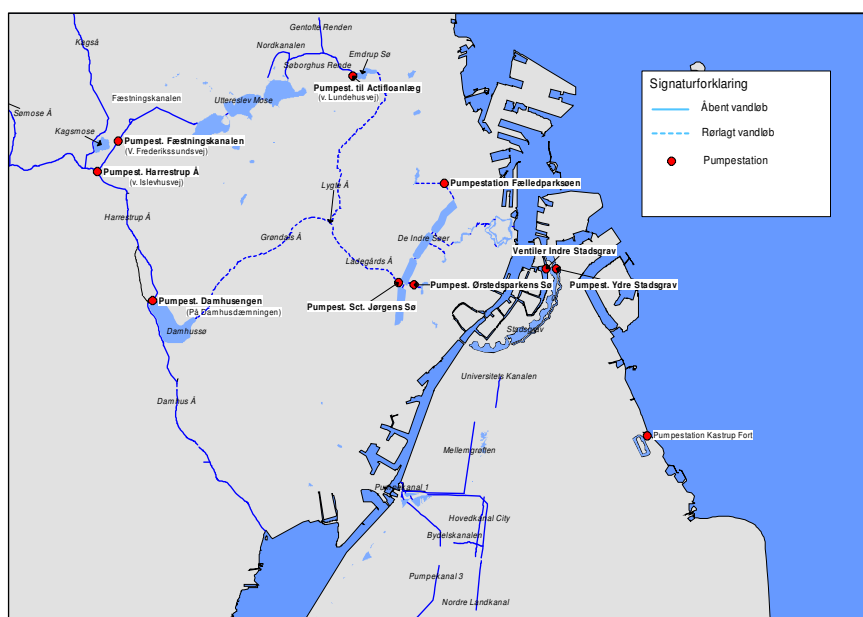 Gentofte Renden
Kagså
Nordkanalen
Emdrup Sø
Søborghus Rende
Pumpest. til Actifloanlæg
(v. Lundehusvej)
Utterslev Mose
Fæstningskanalen
Sømose Å
Kagsmose
Pumpest. Fæstningskanalen
(V. Frederikssundsvej)
Pumpest. Harrestrup Å
(v. Islevhusvej)
Harrestrup Å
Lygte Å
Pumpestation Fælledparksøen
Grøndals Å
De Indre Søer
Ladegårds Å
Ventiler Indre Stadsgrav
Pumpest. Ørstedsparkens Sø
Pumpest. Ydre Stadsgrav
Pumpest. Sct. Jørgens Sø
Pumpest. Damhusengen
(På Damhusdæmningen)
Damhussø
Stadsgrav
Universitets Kanalen
Damhus Å
Pumpestation Kastrup Fort
Mellemgrøften
Pumpekanal 1
Hovedkanal City
Bydelskanalen
Pumpekanal 3
Nordre Landkanal
Signaturforklaring
Åbent vandløb
Rørlagt vandløb
Pumpestation